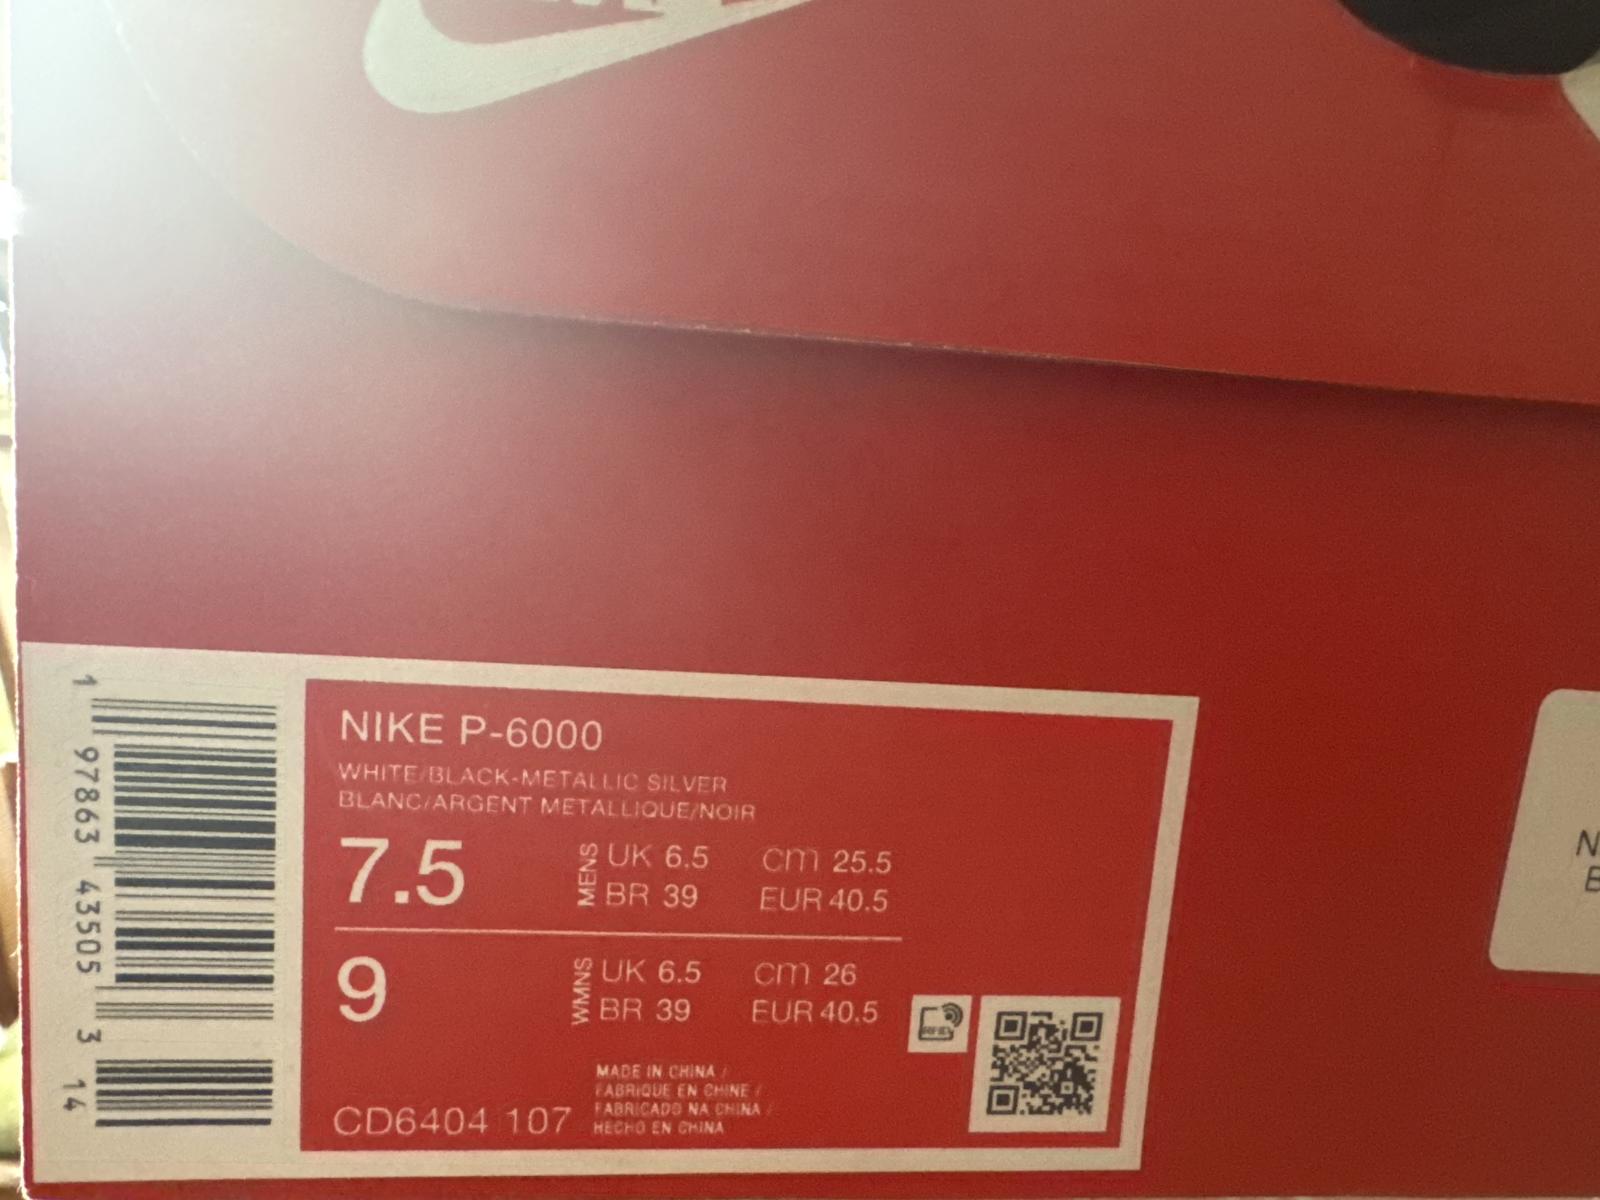 NIKE P-6000
WHITE/BLACK-METALLIC SILVER
BLANC/ARGENT METALLIQUE/NOIR
7.5 MENS UK 6.5 cm 25.5
BR 39 EUR 40.5
9 WMNS UK 6.5 cm 26
BR 39 EUR 40.5
RFID
MADE IN CHINA /
FABRIQUE EN CHINE /
FABRICADO NA CHINA /
HECHO EN CHINA
CD6404 107
1 97863 43505 3 14